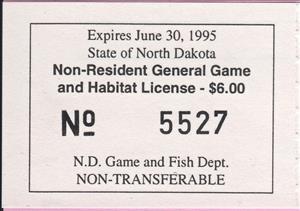 Expires June 30, 1995
State of North Dakota
Non-Resident General Game
and Habitat License - $6.00
No 5527
N.D. Game and Fish Dept.
NON-TRANSFERABLE